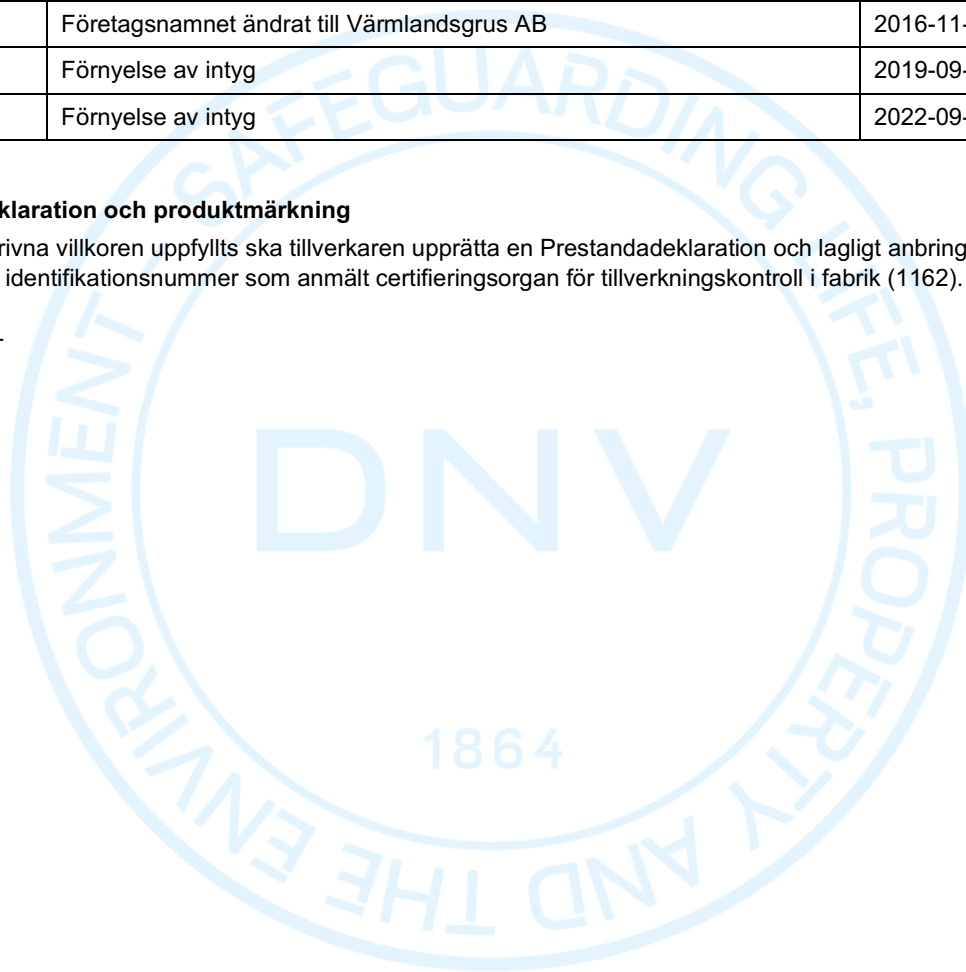 Företagsnamnet ändrat till Värmlandsgrus AB 2016-11-
Förnyelse av intyg 2019-09-
Förnyelse av intyg 2022-09-
klaration och produktmärkning
rivna villkoren uppfyllts ska tillverkaren upprätta en Prestandadeklaration och lagligt anbring
identifikationsnummer som anmält certifieringsorgan för tillverkningskontroll i fabrik (1162).
-
SAFEGUARDING LIFE, PROPERTY AND THE ENVIRONMENT
DNV
1864